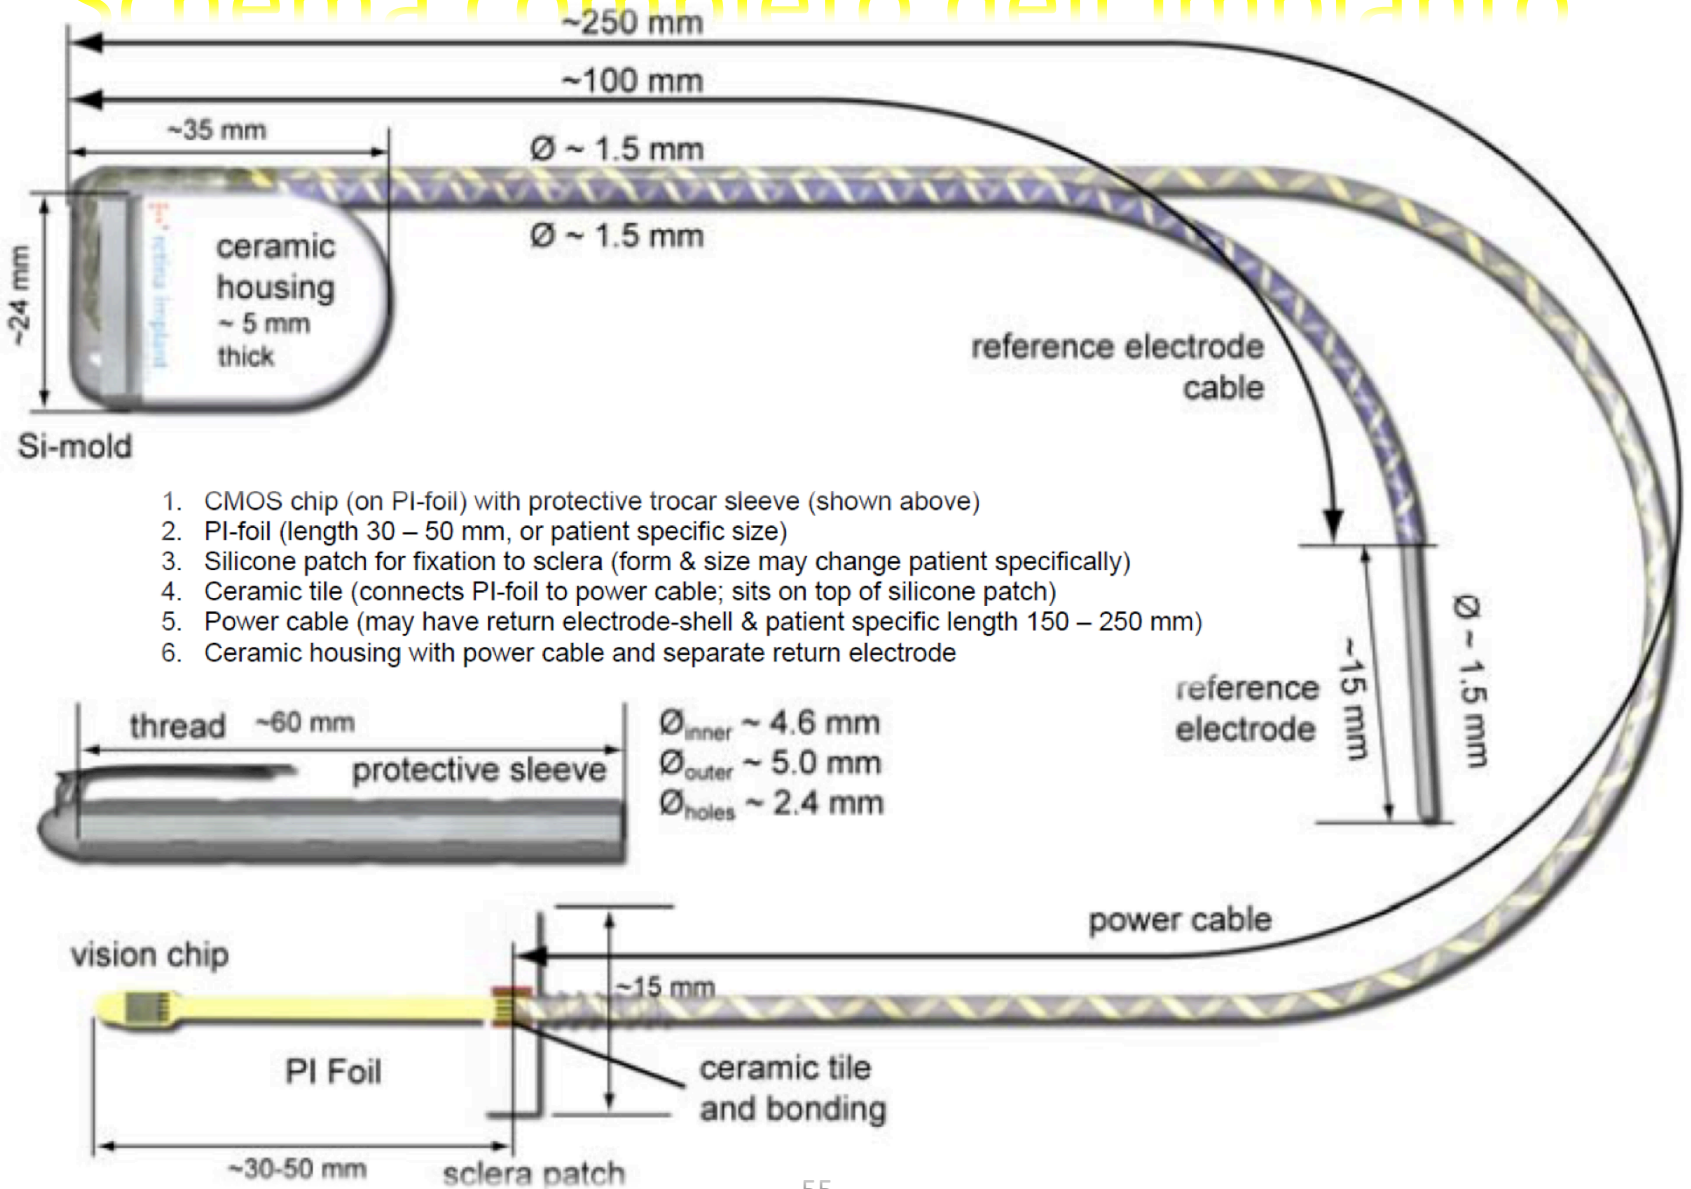 Schema completo dell'impianto
~250 mm
~100 mm
~35 mm
Ø ~ 1.5 mm
Ø ~ 1.5 mm
~24 mm
ceramic
housing
~ 5 mm
thick
retina implant
Si-mold
reference electrode
cable
1. CMOS chip (on PI-foil) with protective trocar sleeve (shown above)
2. PI-foil (length 30 – 50 mm, or patient specific size)
3. Silicone patch for fixation to sclera (form & size may change patient specifically)
4. Ceramic tile (connects PI-foil to power cable; sits on top of silicone patch)
5. Power cable (may have return electrode-shell & patient specific length 150 – 250 mm)
6. Ceramic housing with power cable and separate return electrode
reference
electrode
~15 mm
Ø ~ 1.5 mm
thread ~60 mm
protective sleeve
Øinner ~ 4.6 mm
Øouter ~ 5.0 mm
Øholes ~ 2.4 mm
power cable
vision chip
~15 mm
PI Foil
ceramic tile
and bonding
~30-50 mm
sclera patch
55